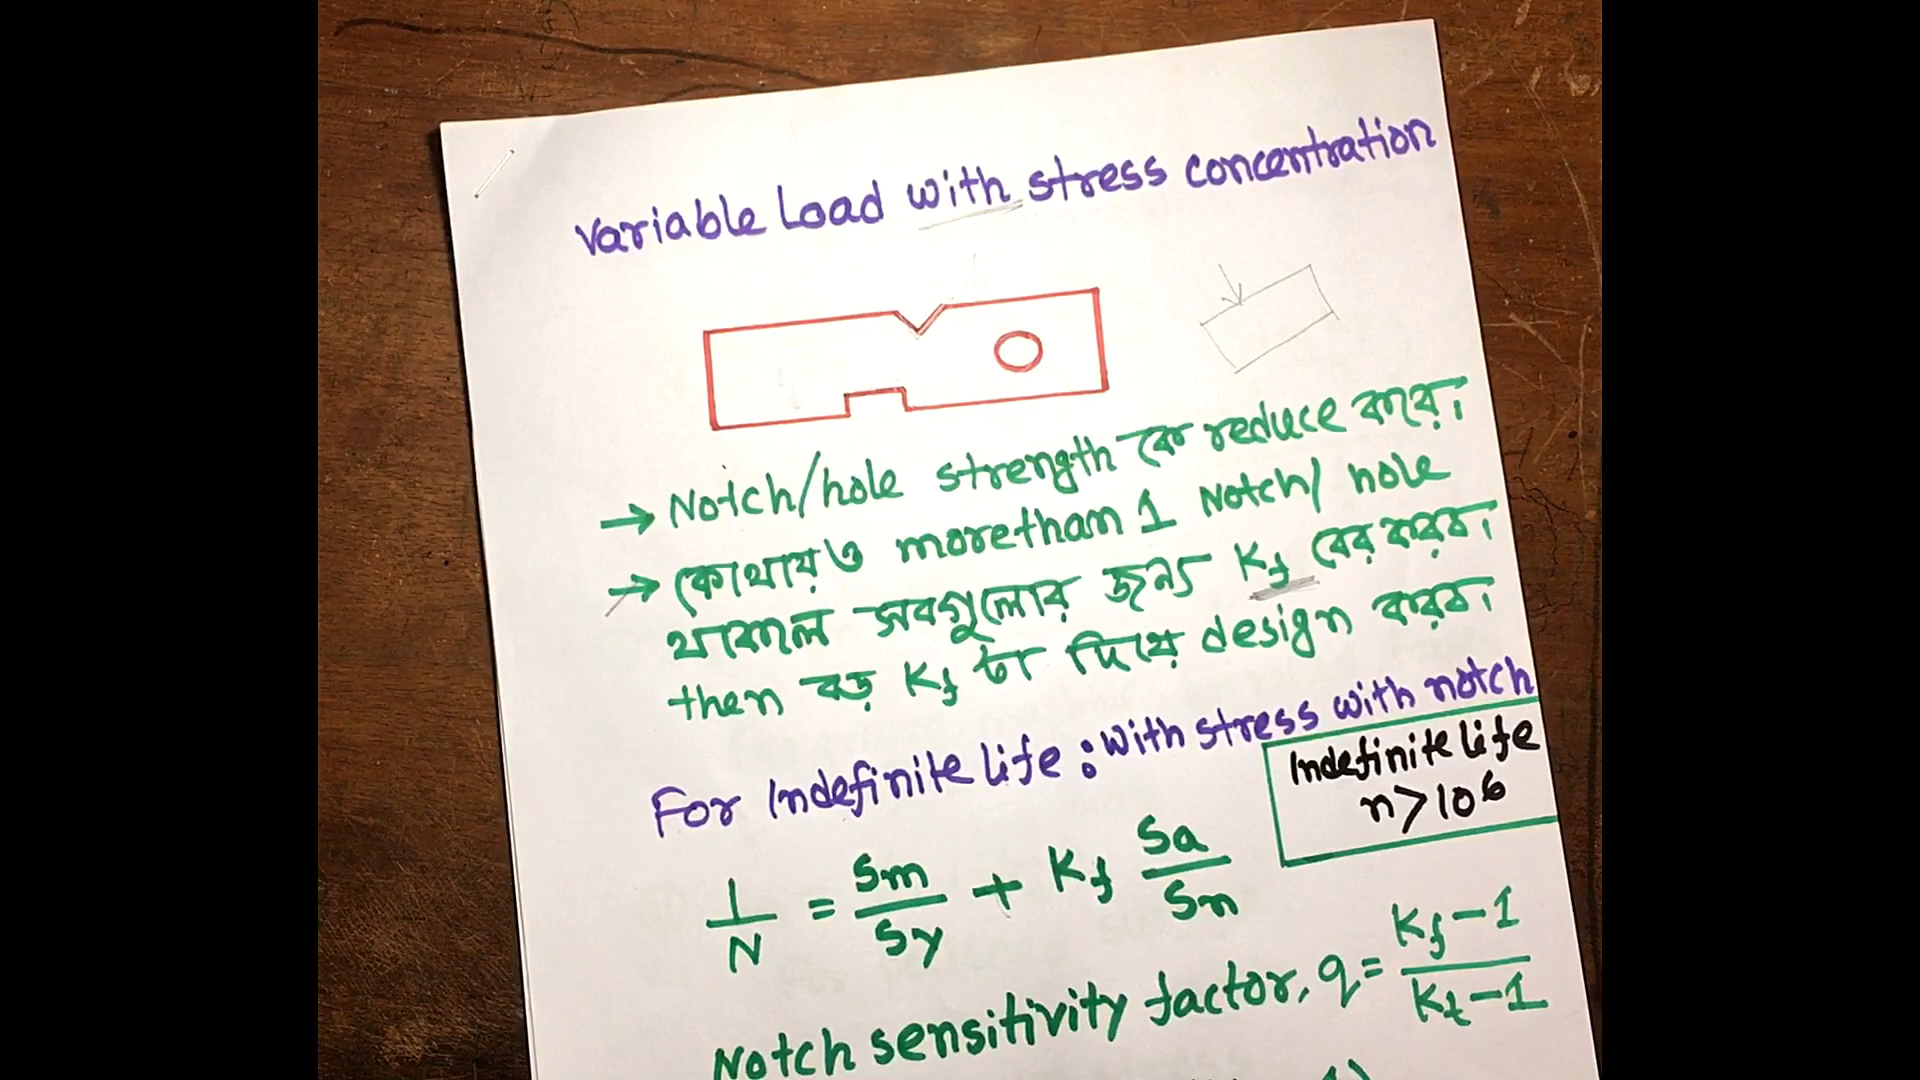 Variable Load with stress concentration
→ Notch/hole strength কে reduce করে।
→ কোথায়ও more than 1 Notch/ hole
থাকলে সবগুলোর জন্য Kf বের করব।
then বড় Kf টা দিয়ে design করব।
For Indefinite Life: with stress with notch
Indefinite Life
n > 10⁶
1/N = Sm/Sy + Kf Sa/Sn
Notch sensitivity factor, q = Kf-1/Kt-1